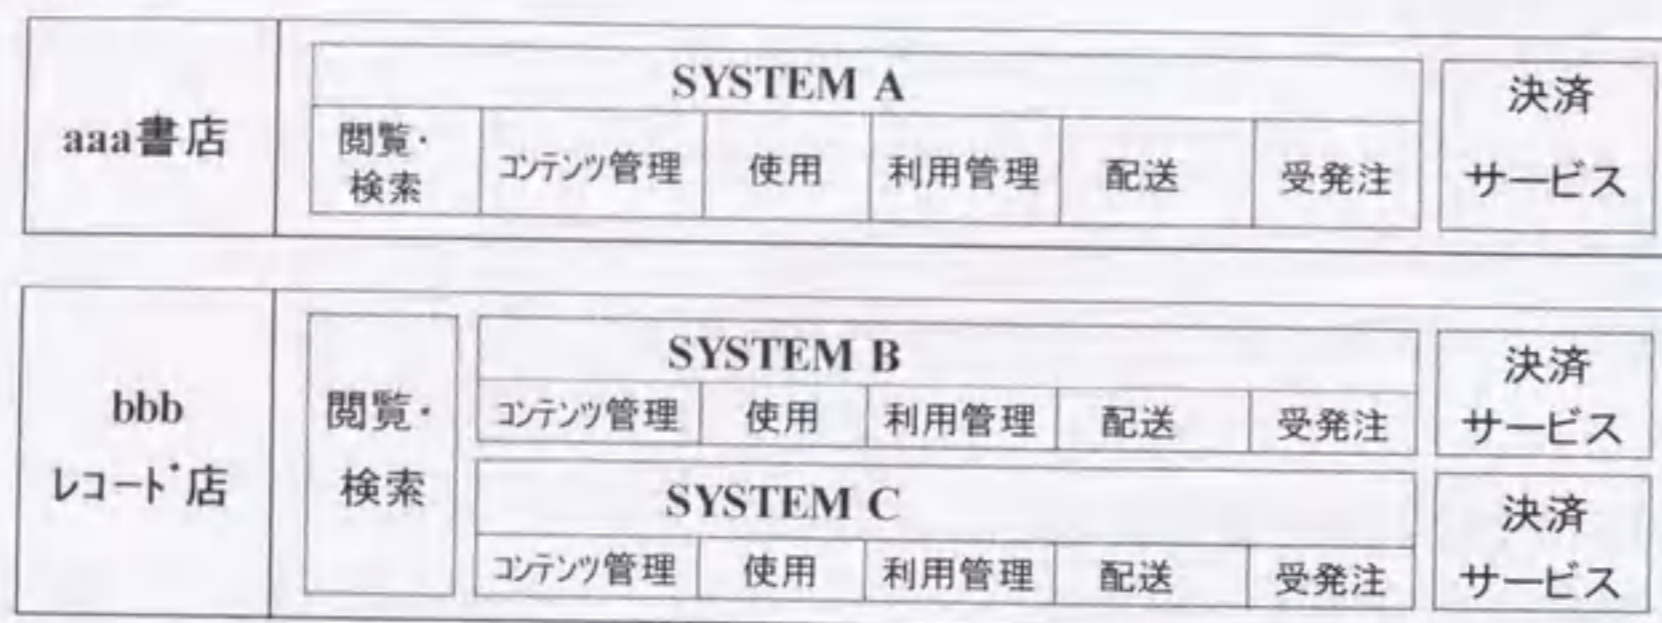 aaa書店
SYSTEM A
閲覧・
検索
コンテンツ管理
使用
利用管理
配送
受発注
決済
サービス
bbb
レコード店
閲覧・
検索
SYSTEM B
コンテンツ管理
使用
利用管理
配送
受発注
決済
サービス
SYSTEM C
コンテンツ管理
使用
利用管理
配送
受発注
決済
サービス